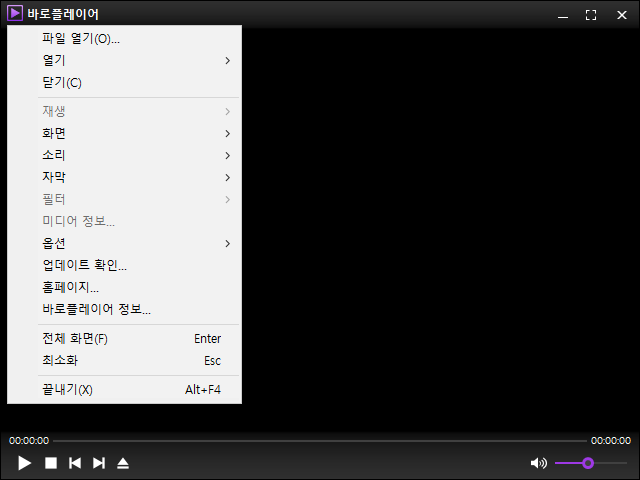 바로플레이어
파일 열기(O)...
열기
닫기(C)
재생
화면
소리
자막
필터
미디어 정보...
옵션
업데이트 확인...
홈페이지...
바로플레이어 정보...
전체 화면(F) Enter
최소화 Esc
끝내기(X) Alt+F4
00:00:00 00:00:00